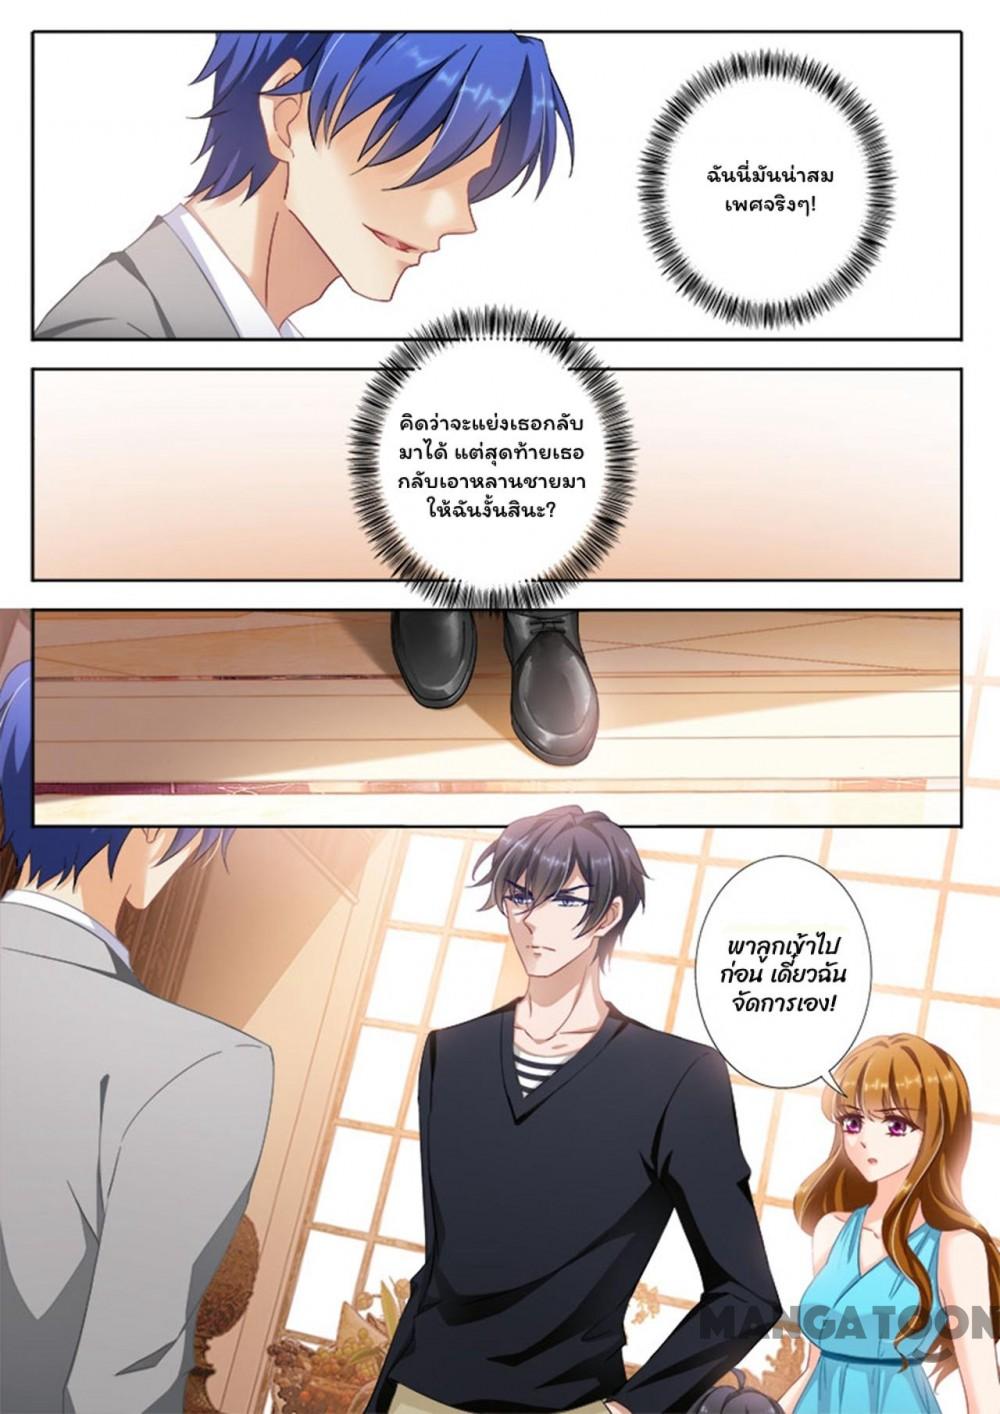 ฉันนี่มันน่าสม
เพศจริงๆ!
คิดว่าจะแย่งเธอกลับ
มาได้ แต่สุดท้ายเธอ
กลับเอาหลานชายมา
ให้ฉันงั้นสินะ?
พาลูกเข้าไป
ก่อน เดี๋ยวฉัน
จัดการเอง!
MANGATOON